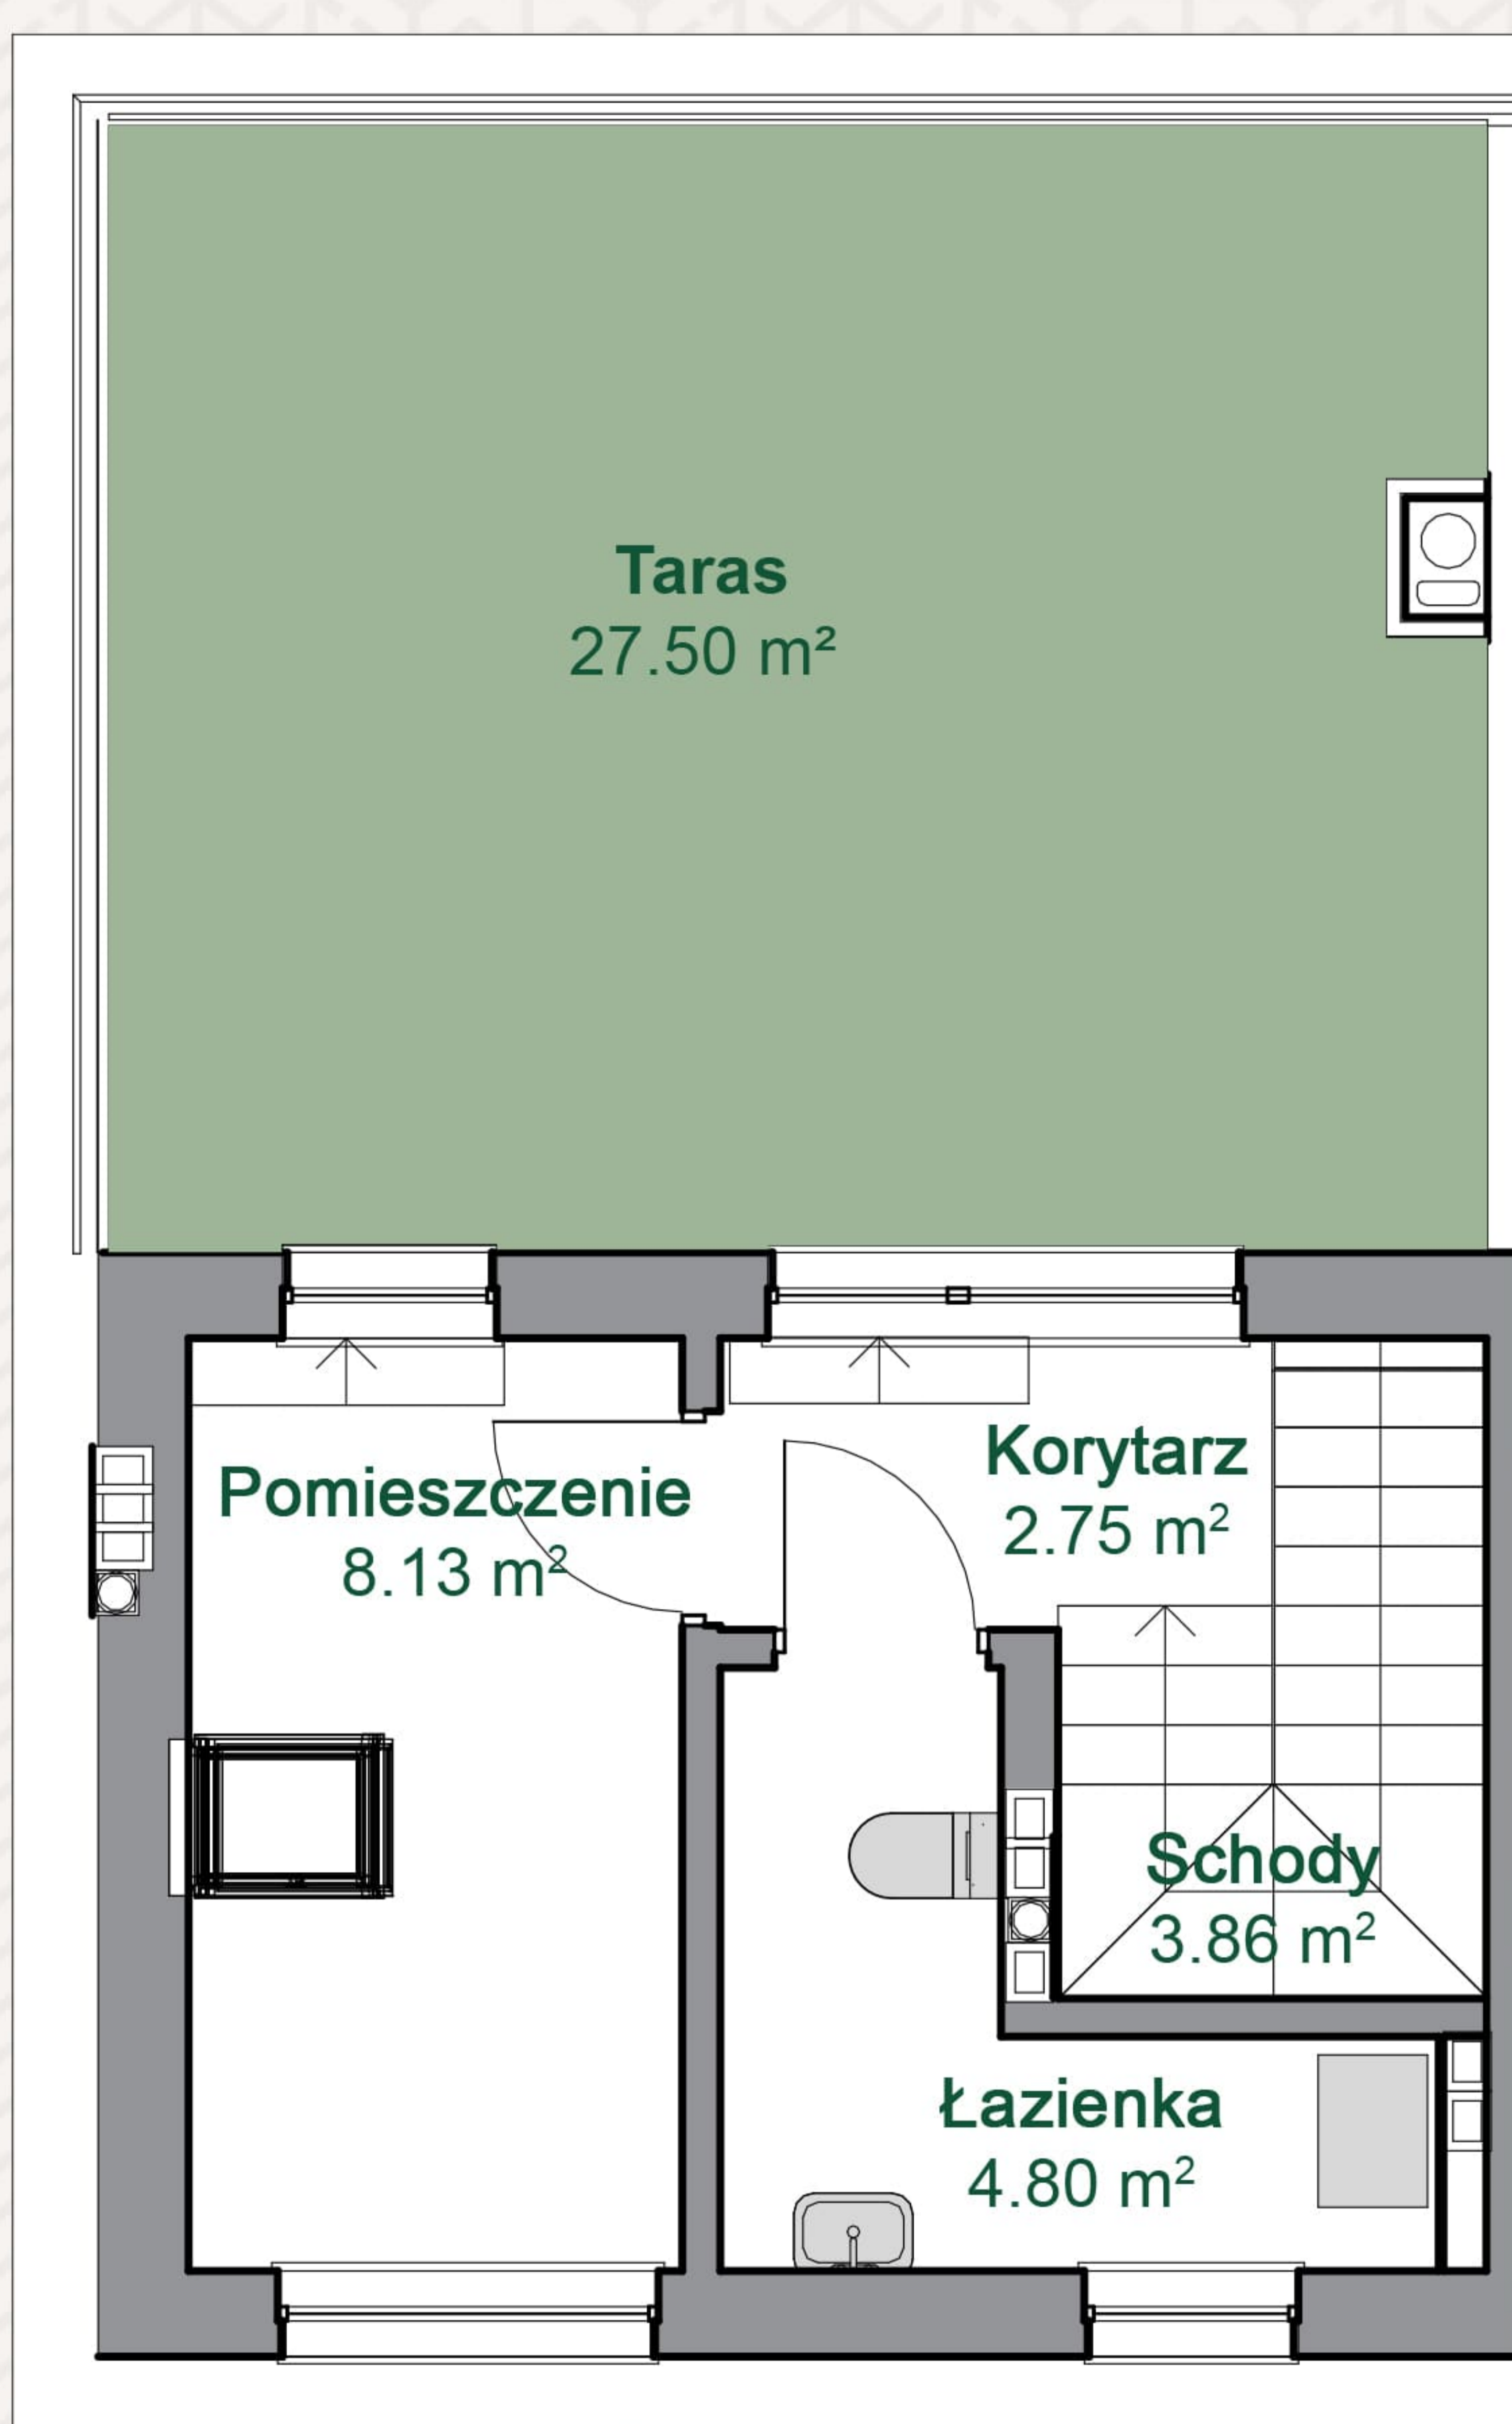 Taras
27.50 m²
Pomieszczenie
8.13 m²
Korytarz
2.75 m²
Schody
3.86 m²
Łazienka
4.80 m²